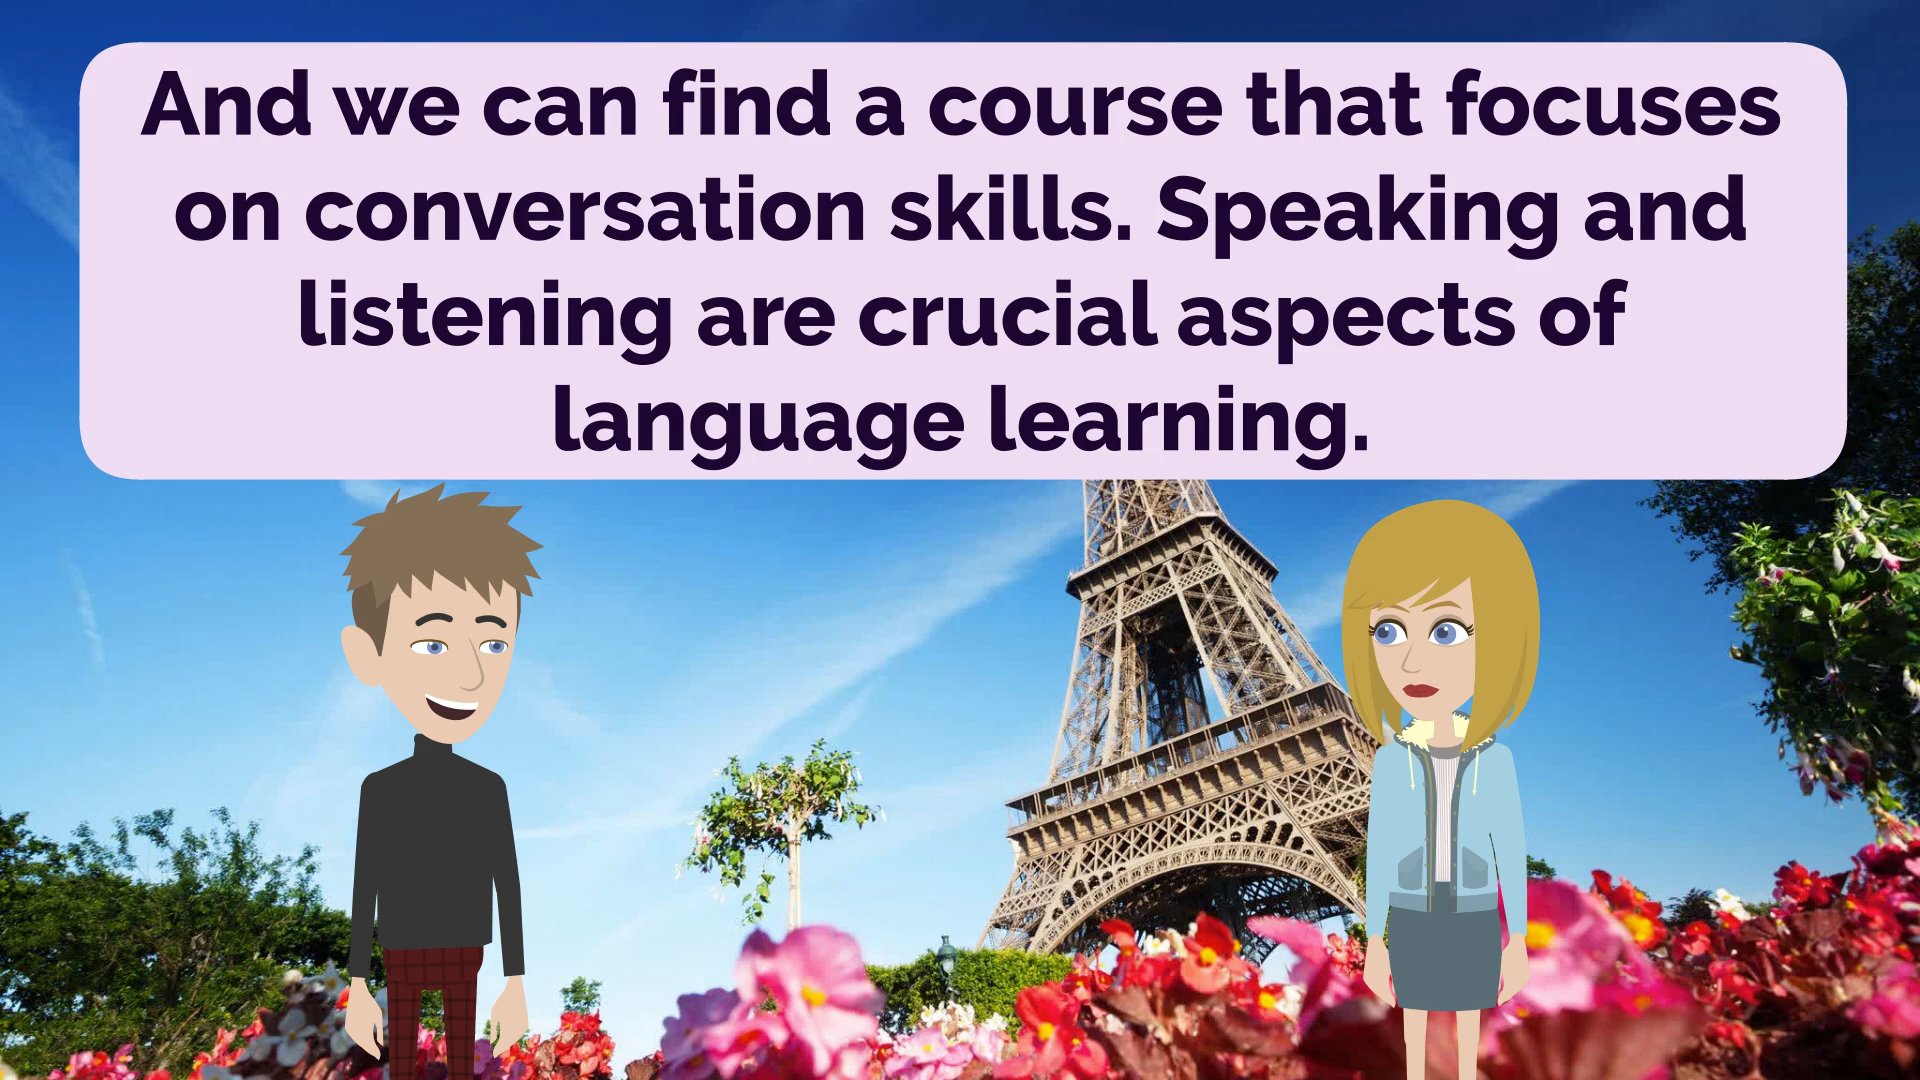 And we can find a course that focuses
on conversation skills. Speaking and
listening are crucial aspects of
language learning.